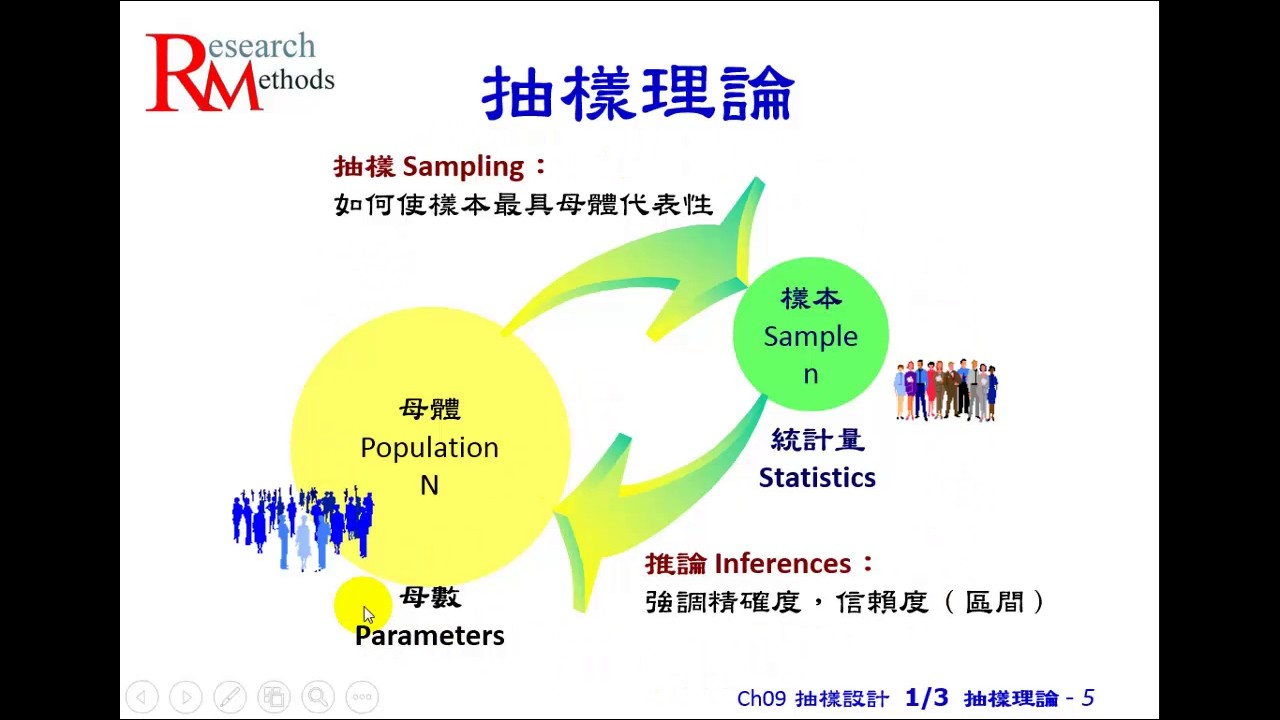 Research
Methods
抽樣理論
抽樣 Sampling：
如何使樣本最具母體代表性
樣本
Sample
n
統計量
Statistics
母體
Population
N
母數
Parameters
推論 Inferences：
強調精確度，信賴度（區間）
Ch09 抽樣設計 1/3 抽樣理論 - 5